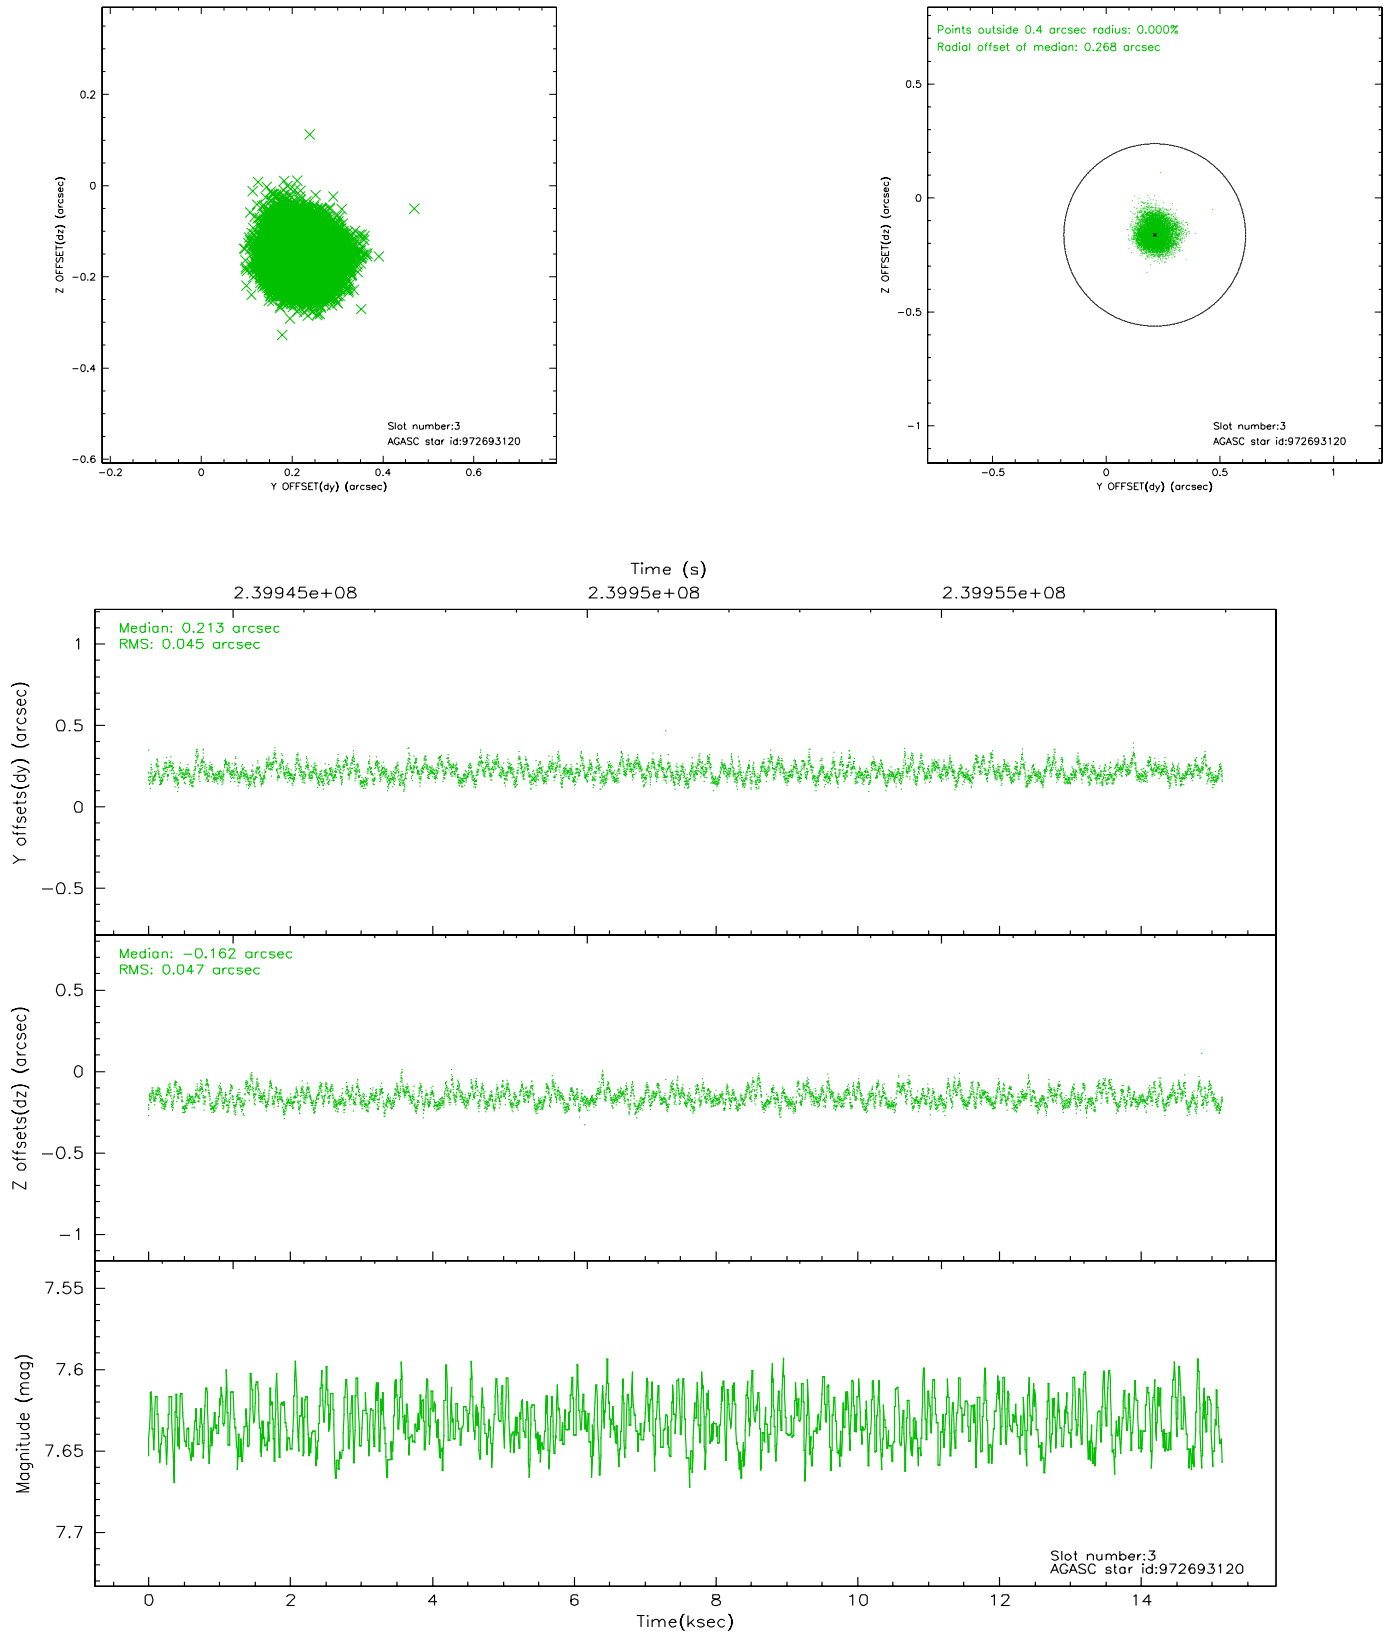 0.2
0
−0.2
−0.4
−0.6
Z OFFSET(dz) (arcsec)
Slot number:3
AGASC star id:972693120
−0.2
0
0.2
0.4
0.6
Y OFFSET(dy) (arcsec)
Points outside 0.4 arcsec radius: 0.000%
Radial offset of median: 0.268 arcsec
0.5
0
−0.5
−1
Z OFFSET(dz) (arcsec)
Slot number:3
AGASC star id:972693120
−0.5
0
0.5
1
Y OFFSET(dy) (arcsec)
Time (s)
2.39945e+08
2.3995e+08
2.39955e+08
Median: 0.213 arcsec
RMS: 0.045 arcsec
1
0.5
0
−0.5
Y offsets(dy) (arcsec)
Median: −0.162 arcsec
RMS: 0.047 arcsec
0.5
0
−0.5
−1
Z offsets(dz) (arcsec)
7.55
7.6
7.65
7.7
Magnitude (mag)
Slot number:3
AGASC star id:972693120
0
2
4
6
8
10
12
14
Time(ksec)